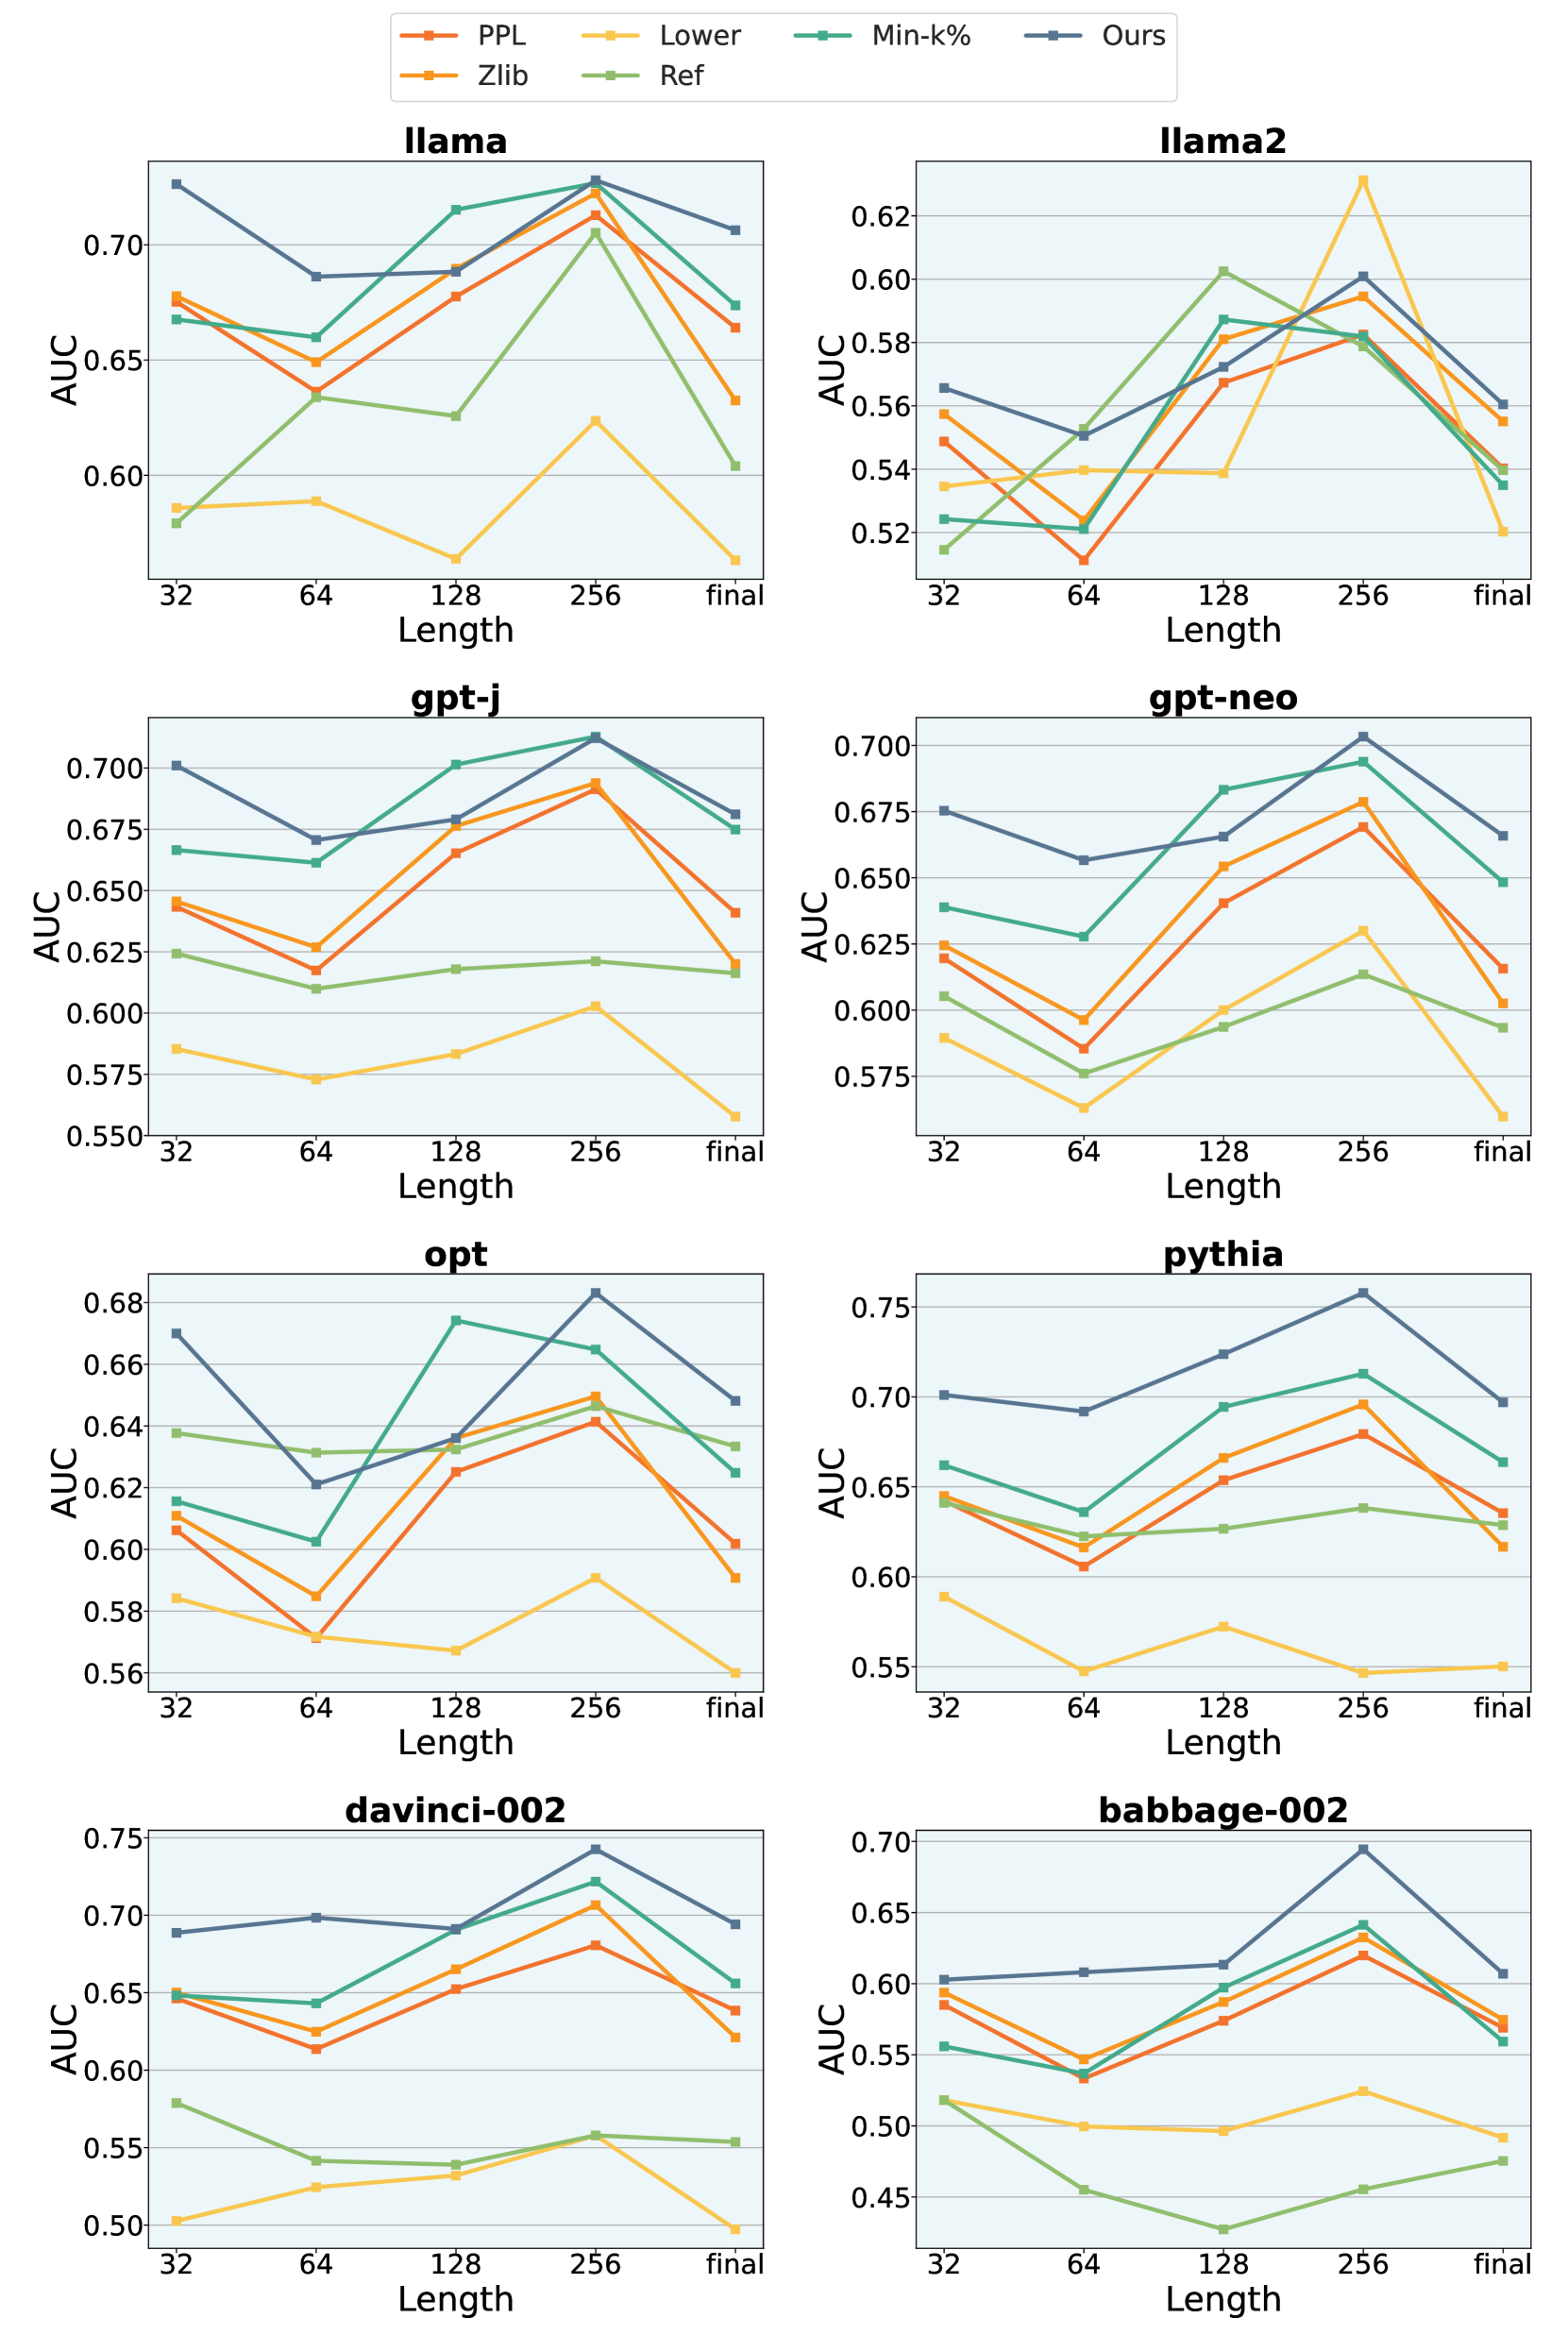 PPL Lower Min-k% Ours
Zlib Ref
llama
AUC
0.70
0.65
0.60
32 64 128 256 final
Length
llama2
AUC
0.62
0.60
0.58
0.56
0.54
0.52
32 64 128 256 final
Length
gpt-j
AUC
0.700
0.675
0.650
0.625
0.600
0.575
0.550
32 64 128 256 final
Length
gpt-neo
AUC
0.700
0.675
0.650
0.625
0.600
0.575
32 64 128 256 final
Length
opt
AUC
0.68
0.66
0.64
0.62
0.60
0.58
0.56
32 64 128 256 final
Length
pythia
AUC
0.75
0.70
0.65
0.60
0.55
32 64 128 256 final
Length
davinci-002
AUC
0.75
0.70
0.65
0.60
0.55
0.50
32 64 128 256 final
Length
babbage-002
AUC
0.70
0.65
0.60
0.55
0.50
0.45
32 64 128 256 final
Length